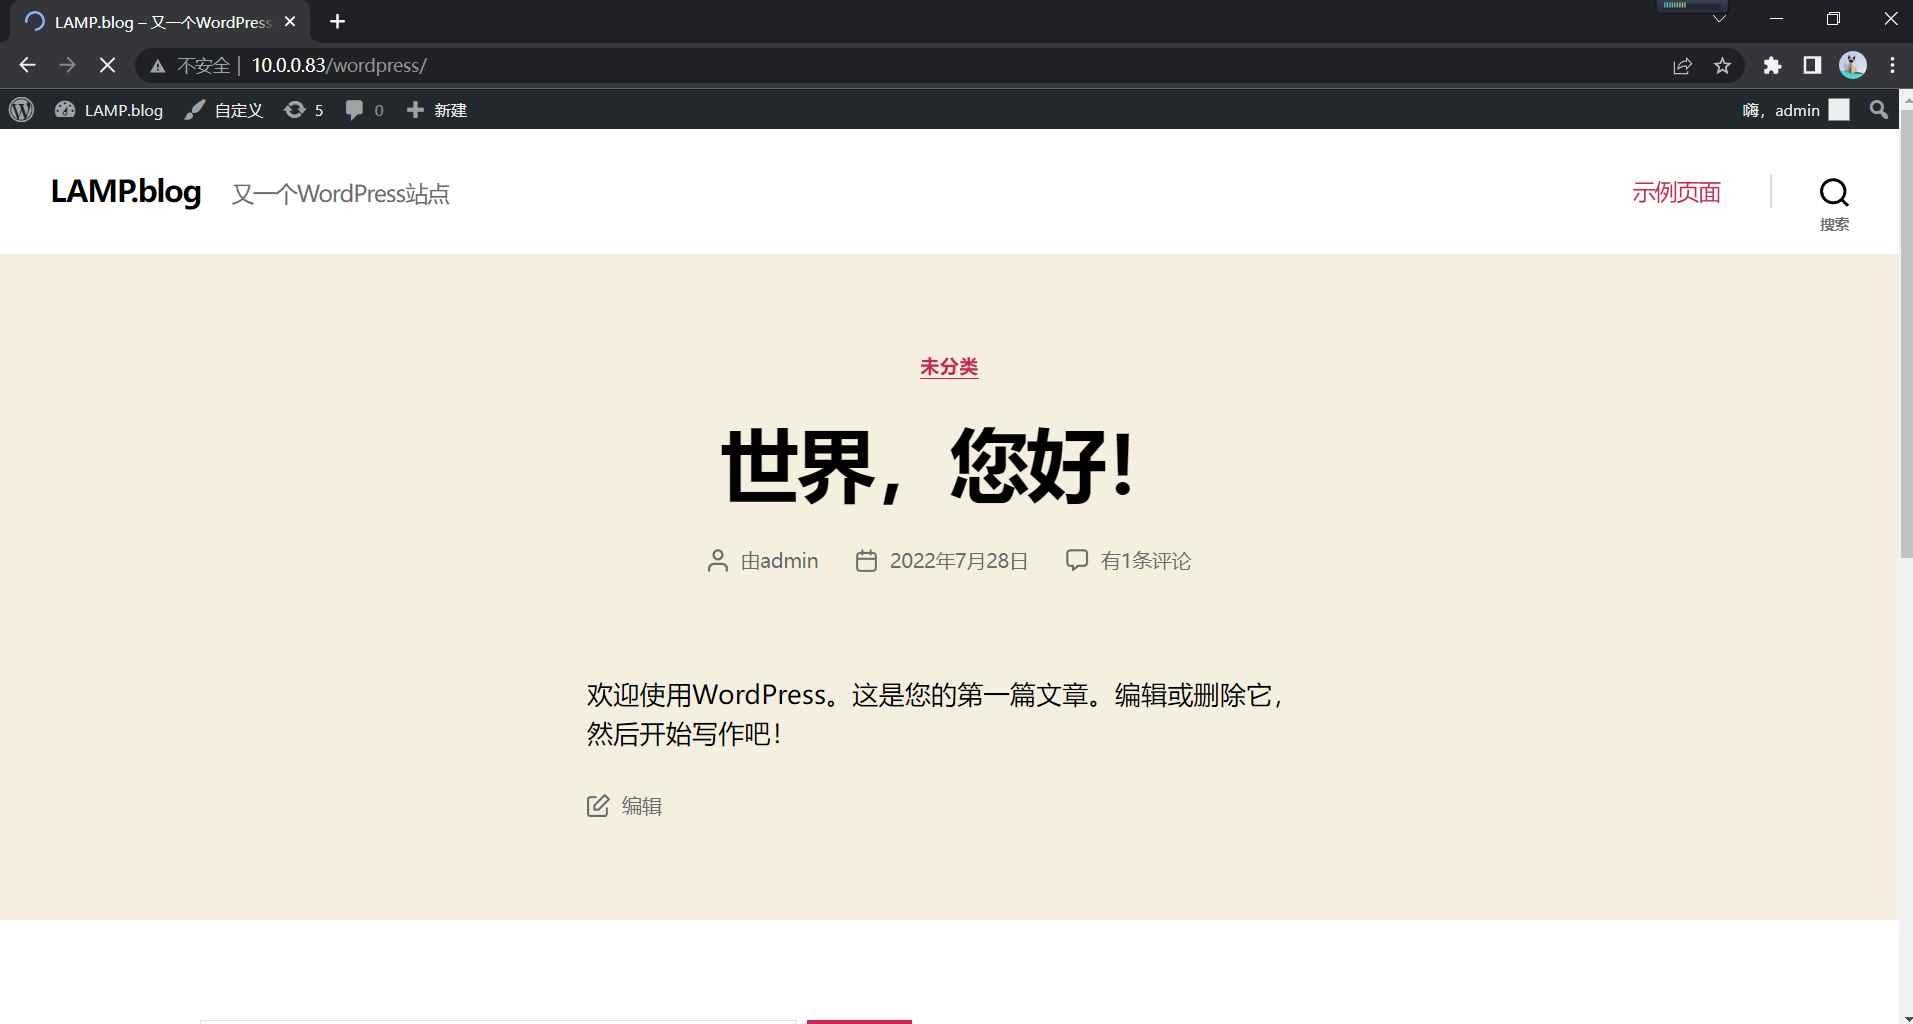 LAMP.blog – 又一个WordPress
不安全 10.0.0.83/wordpress/
LAMP.blog 自定义 5 0 新建 嗨，admin
LAMP.blog 又一个WordPress站点 示例页面
搜索
未分类
世界，您好！
由admin 2022年7月28日 有1条评论
欢迎使用WordPress。这是您的第一篇文章。编辑或删除它，
然后开始写作吧！
编辑